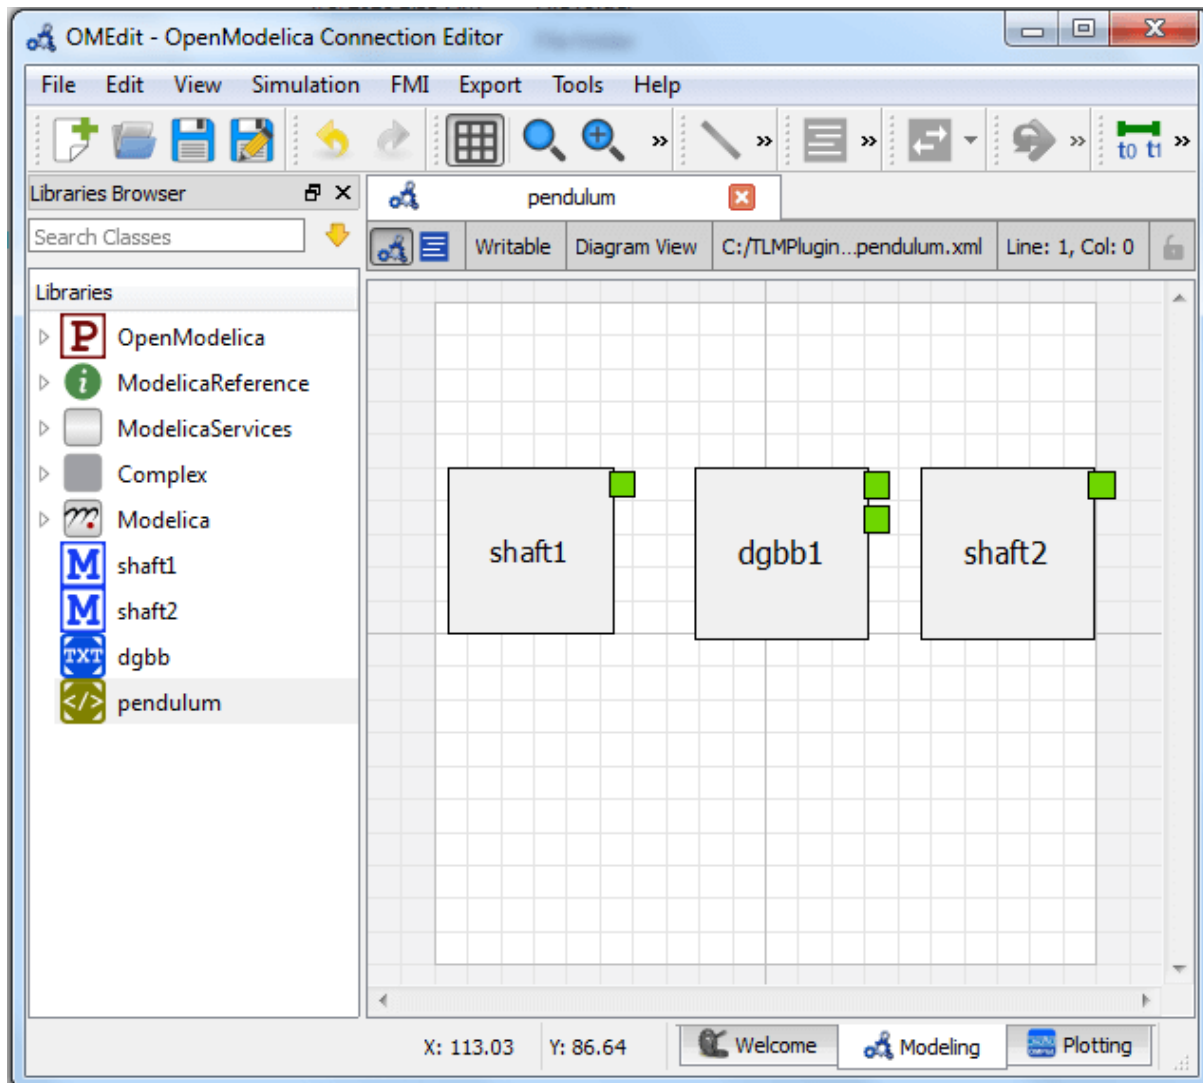 OMEdit - OpenModelica Connection Editor
File Edit View Simulation FMI Export Tools Help
t0 t1
Libraries Browser
pendulum
Search Classes
Writable Diagram View C:/TLMPlugin...pendulum.xml Line: 1, Col: 0
Libraries
P OpenModelica
i ModelicaReference
ModelicaServices
Complex
Modelica
M shaft1
M shaft2
TXT dgbb
</> pendulum
shaft1 dgbb1 shaft2
X: 113.03 Y: 86.64 Welcome Modeling Plotting